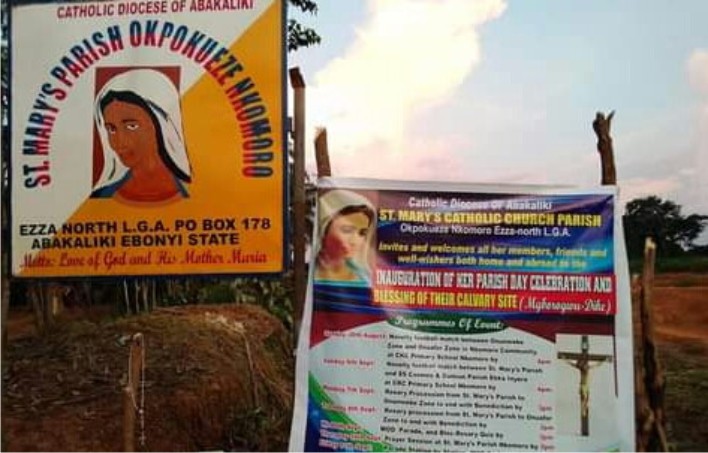 CATHOLIC DIOCESE OF ABAKALIKI
ST. MARY'S PARISH OKPOKUEZE NKOMORO
EZZA NORTH L.G.A. PO BOX 178
ABAKALIKI EBONYI STATE
Motto: Love of God and His Mother Maria
Catholic Diocese Of Abakaliki
ST. MARY'S CATHOLIC CHURCH PARISH
Okpokueze Nkomoro Ezza-north L.G.A.
Invites and welcomes all her members, friends and
well-wishers both home and abroad to the
INAUGURATION OF HER PARISH DAY CELEBRATION AND
BLESSING OF THEIR CALVARY SITE
Programmes Of Event:
Novelty football match between
Zone and Zone in Nkomoro Community
at Primary School Nkomoro by
Sunday 6th Sept:
Novelty football match between St. Mary's Parish
and Parish
at Primary School Nkomoro by 4pm
Monday 7th Sept:
Rosary Procession from St. Mary's Parish to
Zone to end with Benediction by
Tuesday 8th Sept:
Rosary procession from St. Mary's Parish to
Zone to end with Benediction by
Parade, and Quiz by
Prayer Session at St. Mary's Parish Nkomoro by